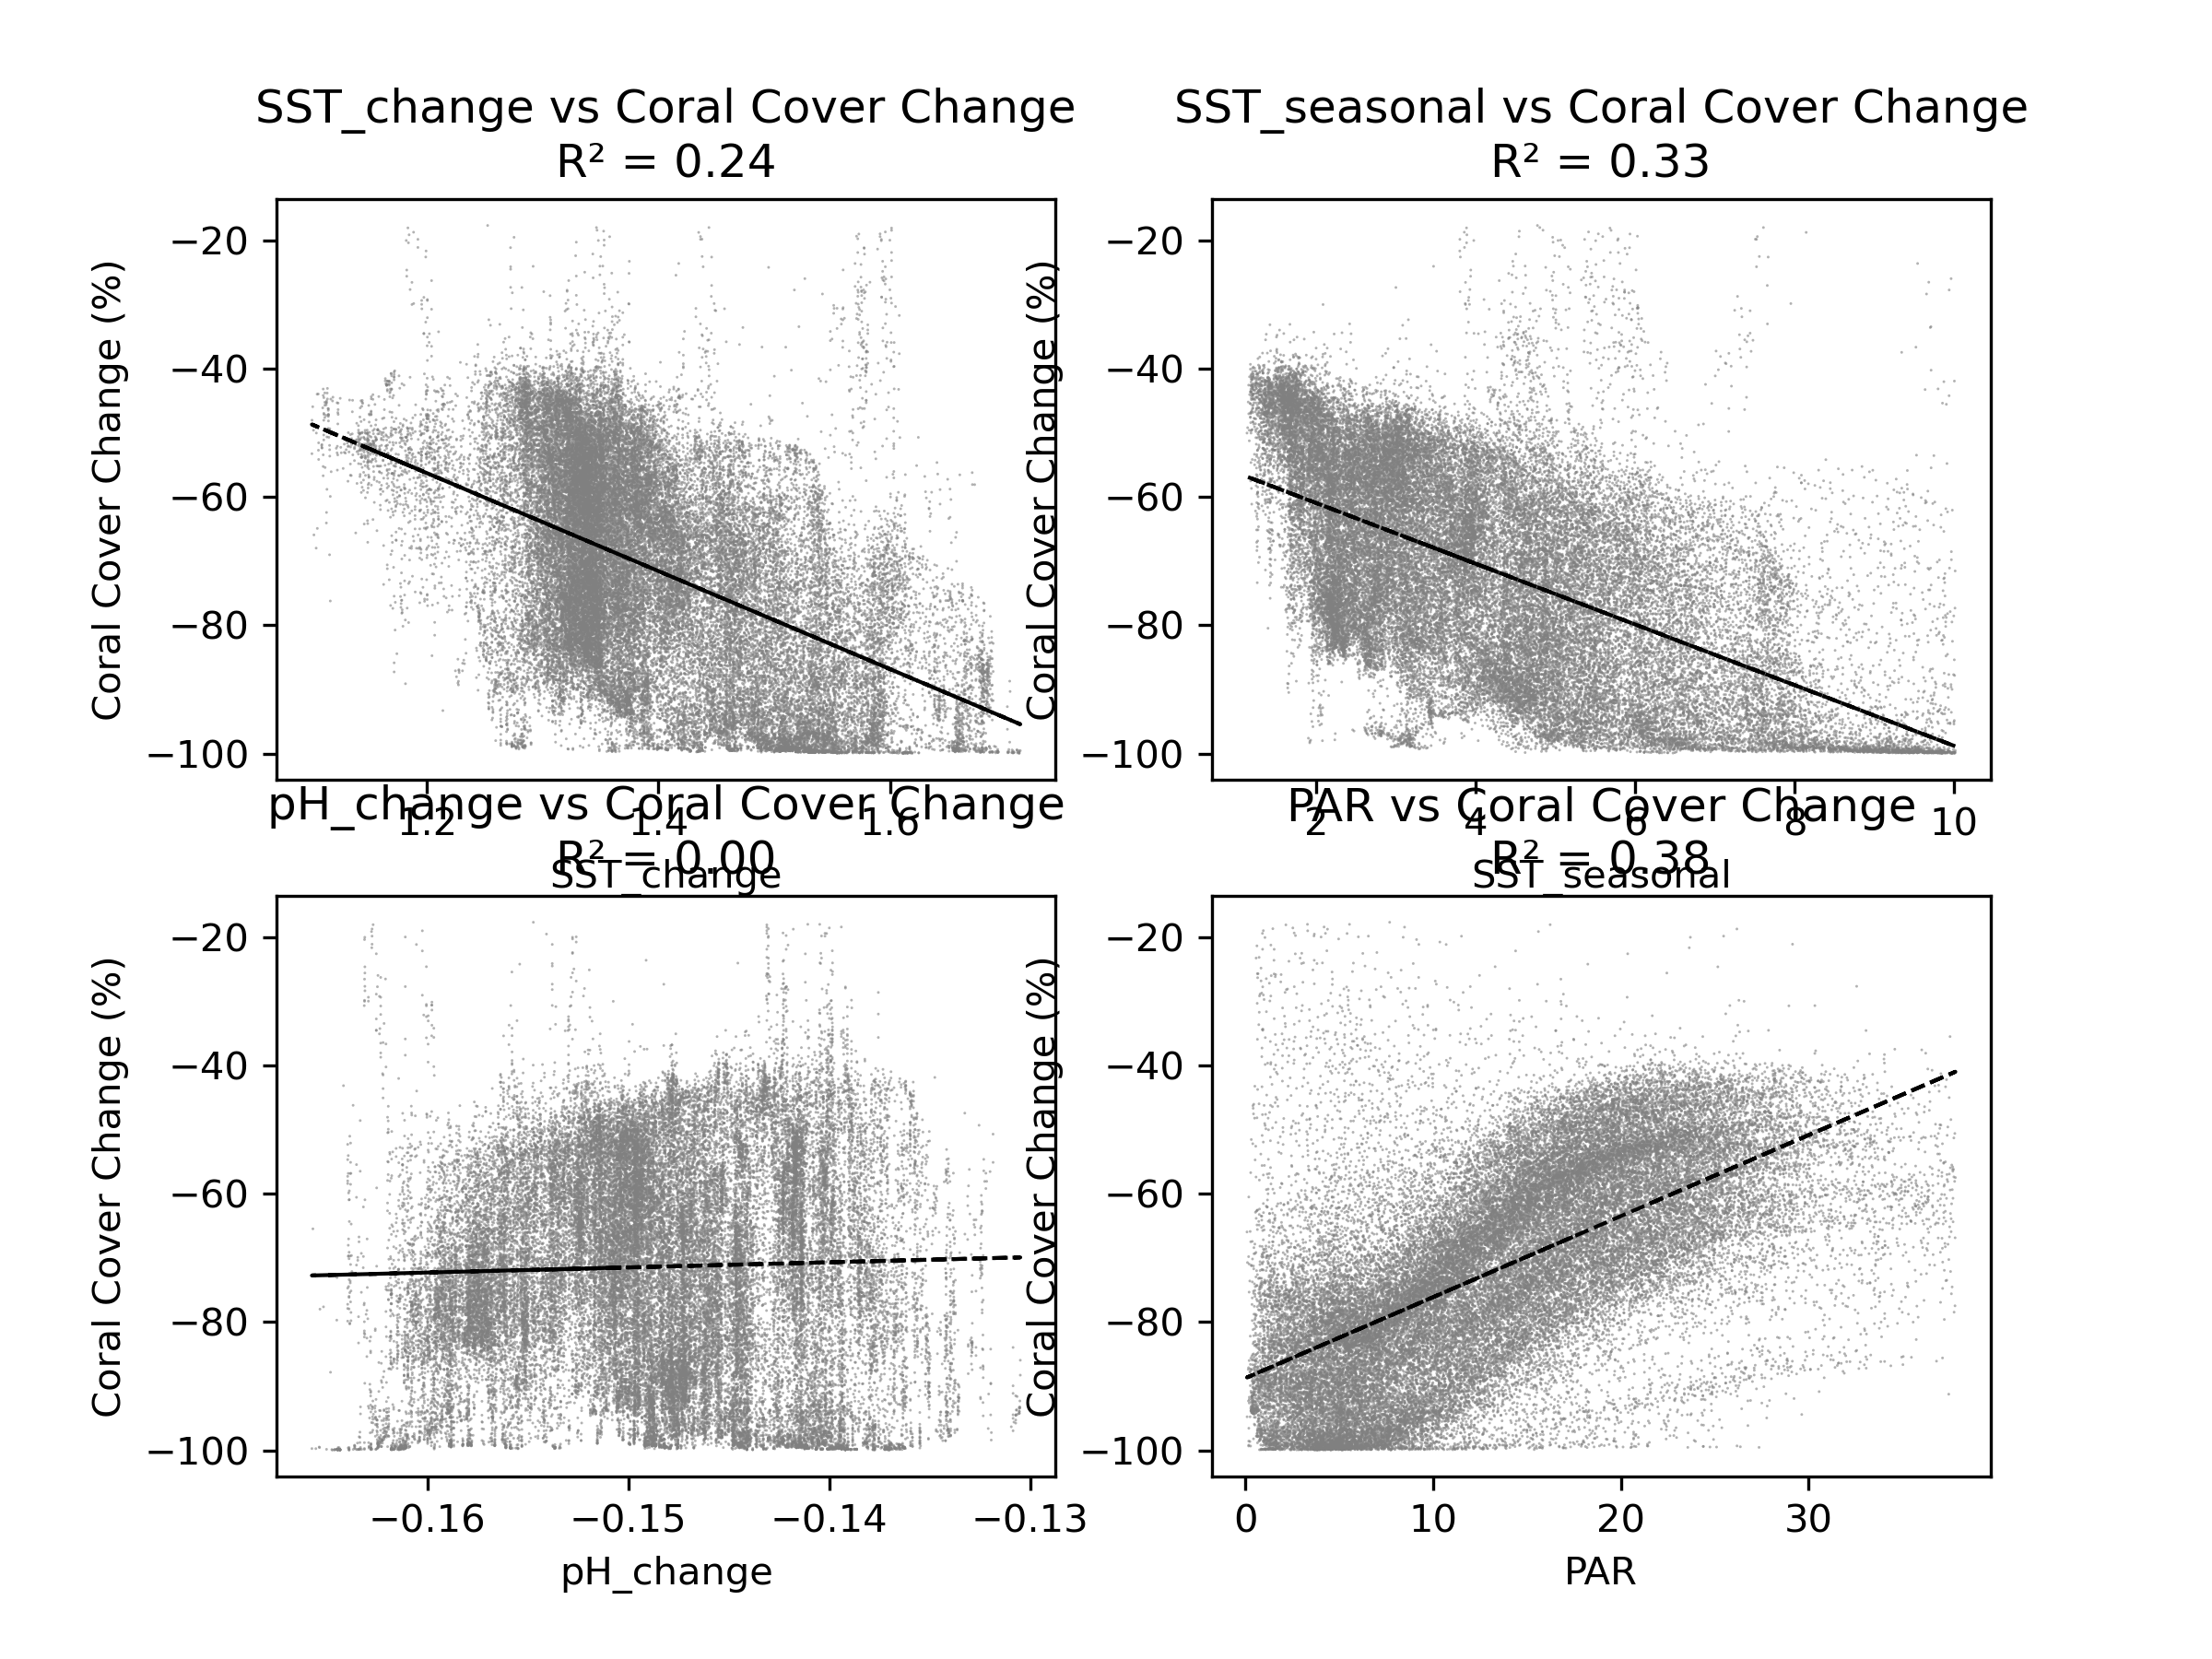 SST_change vs Coral Cover Change
R² = 0.24
Coral Cover Change (%)
−20
−40
−60
−80
−100
1.2
1.4
1.6
SST_change
SST_seasonal vs Coral Cover Change
R² = 0.33
Coral Cover Change (%)
−20
−40
−60
−80
−100
2
4
6
8
10
SST_seasonal
pH_change vs Coral Cover Change
R² = 0.00
Coral Cover Change (%)
−20
−40
−60
−80
−100
−0.16
−0.15
−0.14
−0.13
pH_change
PAR vs Coral Cover Change
R² = 0.38
Coral Cover Change (%)
−20
−40
−60
−80
−100
0
10
20
30
PAR